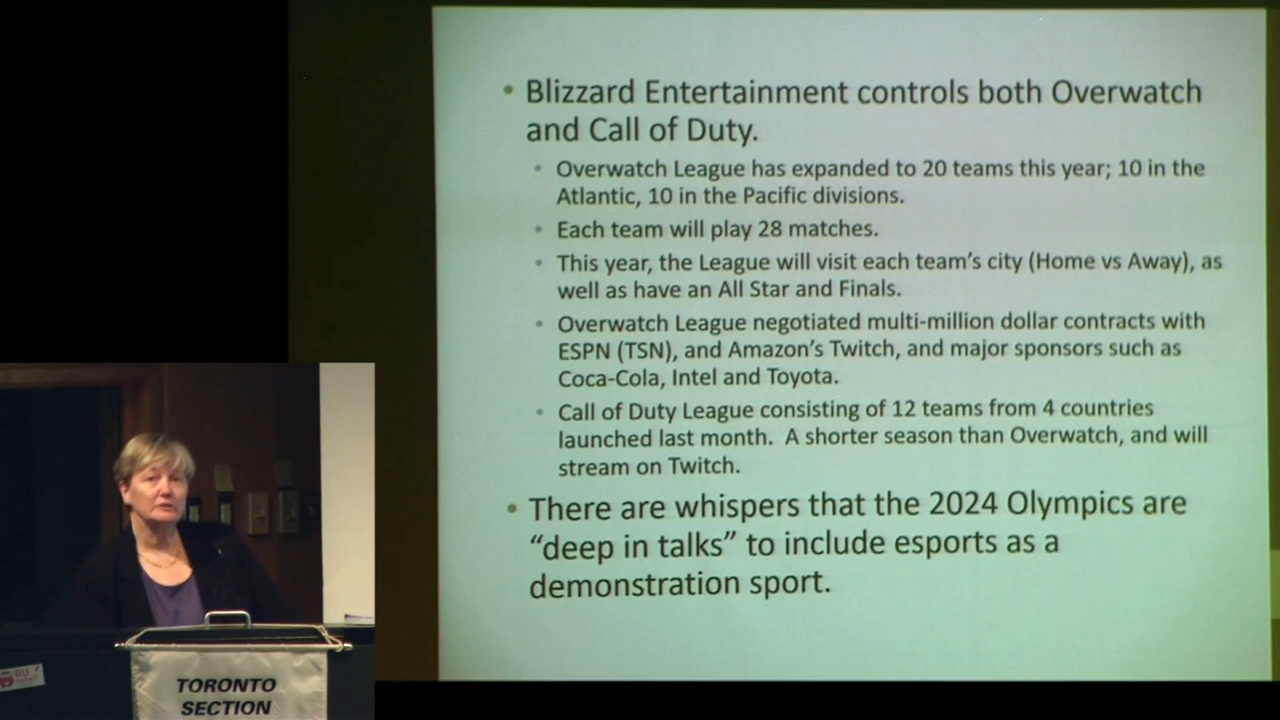 • Blizzard Entertainment controls both Overwatch
and Call of Duty.
• Overwatch League has expanded to 20 teams this year; 10 in the
Atlantic, 10 in the Pacific divisions.
• Each team will play 28 matches.
• This year, the League will visit each team's city (Home vs Away), as
well as have an All Star and Finals.
• Overwatch League negotiated multi-million dollar contracts with
ESPN (TSN), and Amazon's Twitch, and major sponsors such as
Coca-Cola, Intel and Toyota.
• Call of Duty League consisting of 12 teams from 4 countries
launched last month.  A shorter season than Overwatch, and will
stream on Twitch.
• There are whispers that the 2024 Olympics are
“deep in talks” to include esports as a
demonstration sport.
RU
TORONTO
SECTION